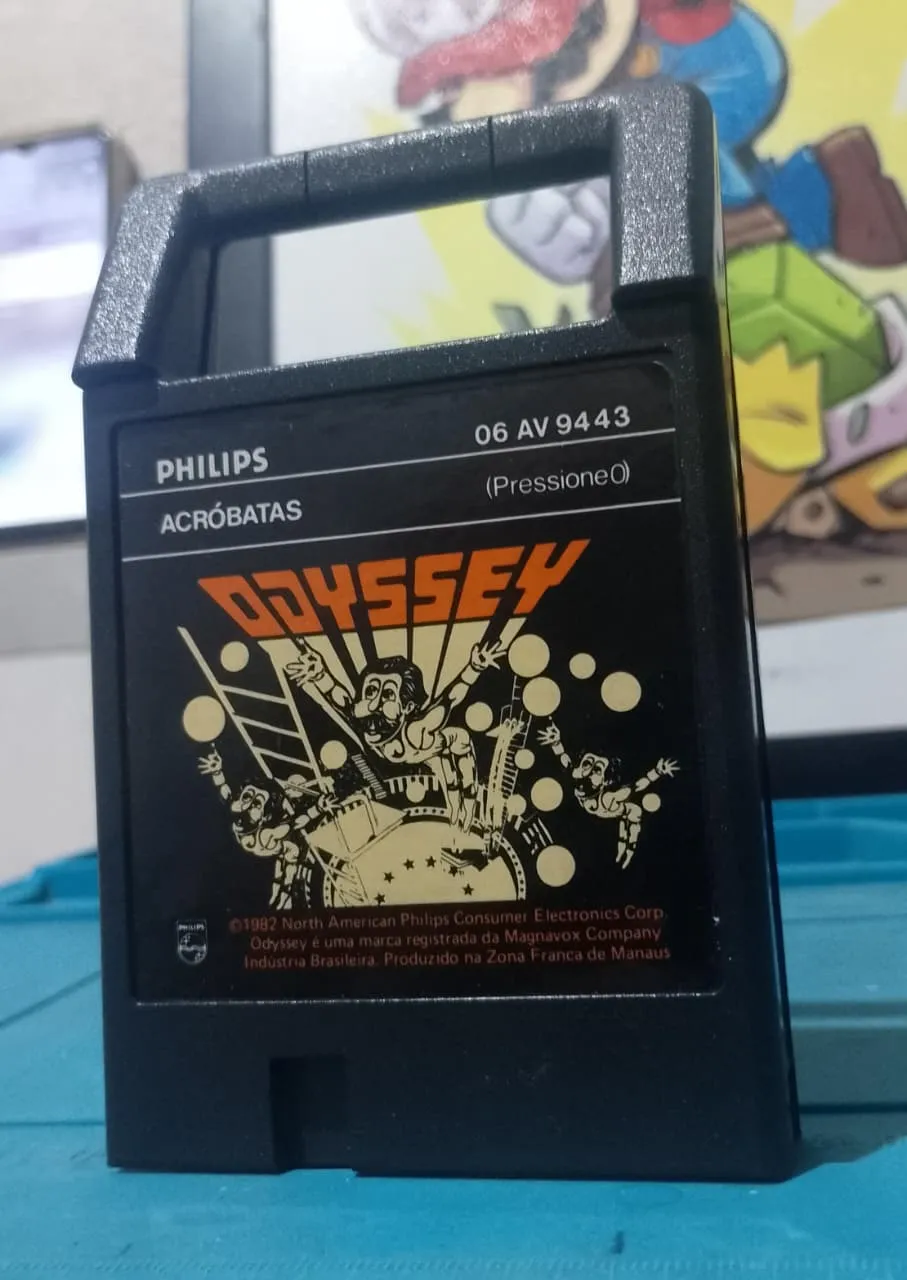 PHILIPS 06 AV 9443
ACRÓBATAS (Pressione0)
ODYSSEY
PHILIPS
©1982 North American Philips Consumer Electronics Corp.
Odyssey é uma marca registrada da Magnavox Company
Indústria Brasileira. Produzido na Zona Franca de Manaus